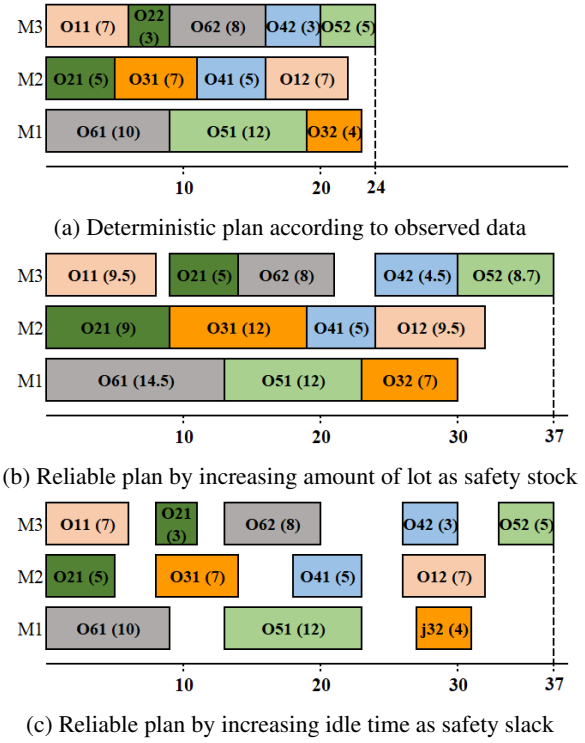 M3 O11 (7) O22 (3) O62 (8) O42 (3) O52 (5)
M2 O21 (5) O31 (7) O41 (5) O12 (7)
M1 O61 (10) O51 (12) O32 (4)
10 20 24
(a) Deterministic plan according to observed data
M3 O11 (9.5) O21 (5) O62 (8) O42 (4.5) O52 (8.7)
M2 O21 (9) O31 (12) O41 (5) O12 (9.5)
M1 O61 (14.5) O51 (12) O32 (7)
10 20 30 37
(b) Reliable plan by increasing amount of lot as safety stock
M3 O11 (7) O21 (3) O62 (8) O42 (3) O52 (5)
M2 O21 (5) O31 (7) O41 (5) O12 (7)
M1 O61 (10) O51 (12) j32 (4)
10 20 30 37
(c) Reliable plan by increasing idle time as safety slack